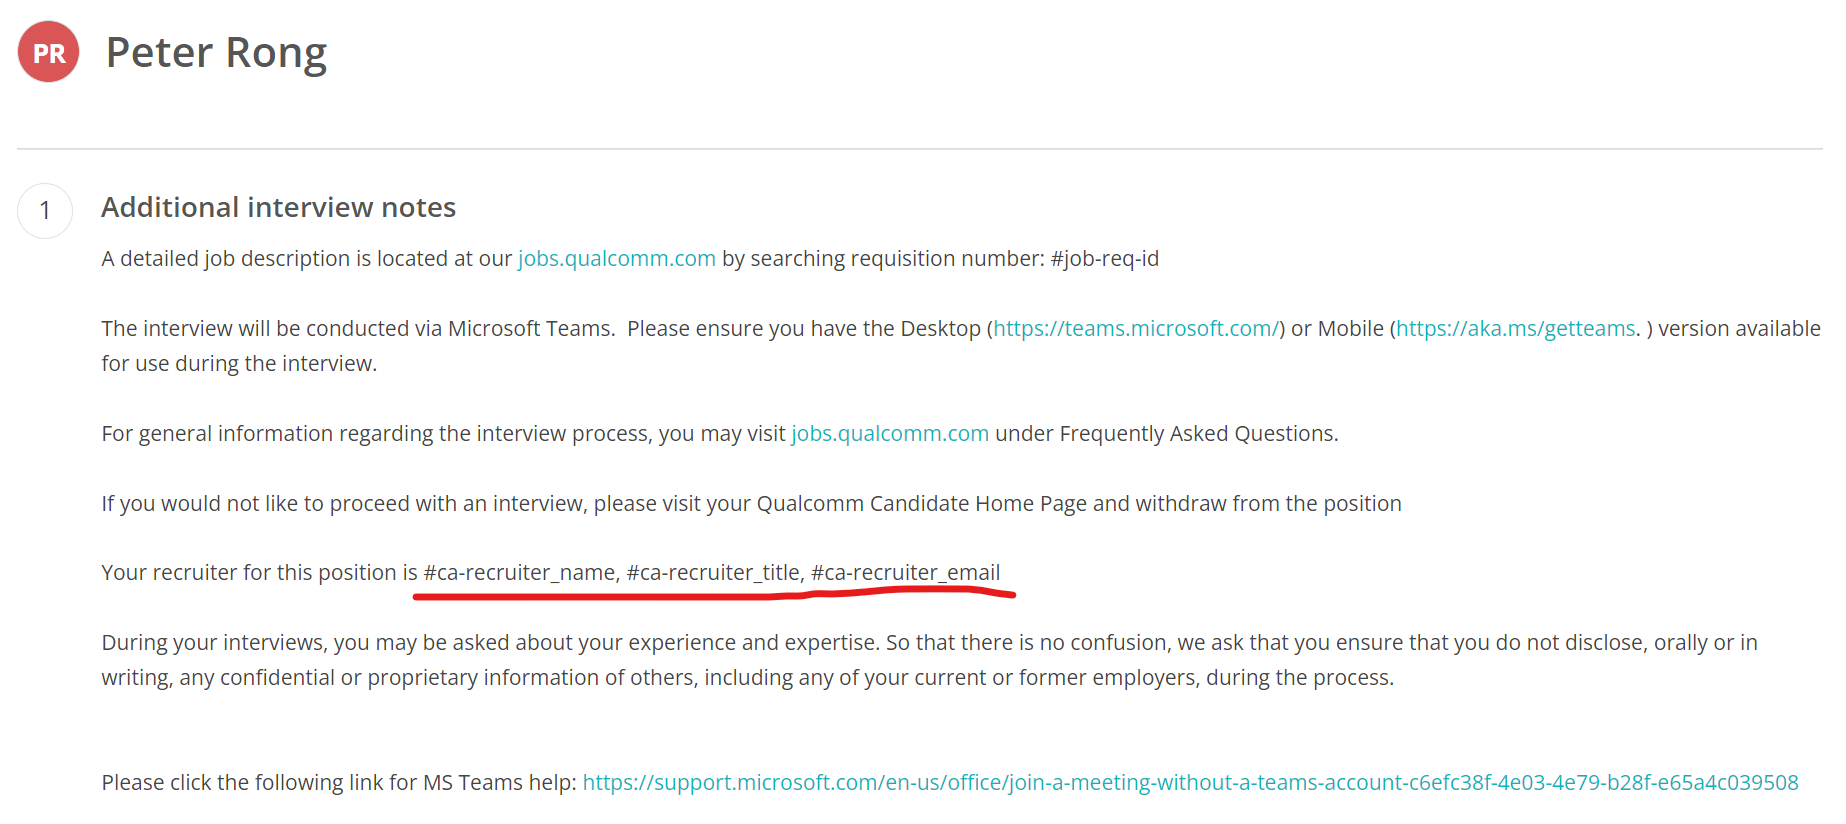 PR
Peter Rong
1
Additional interview notes
A detailed job description is located at our jobs.qualcomm.com by searching requisition number: #job-req-id
The interview will be conducted via Microsoft Teams.  Please ensure you have the Desktop (https://teams.microsoft.com/) or Mobile (https://aka.ms/getteams. ) version available
for use during the interview.
For general information regarding the interview process, you may visit jobs.qualcomm.com under Frequently Asked Questions.
If you would not like to proceed with an interview, please visit your Qualcomm Candidate Home Page and withdraw from the position
Your recruiter for this position is #ca-recruiter_name, #ca-recruiter_title, #ca-recruiter_email
During your interviews, you may be asked about your experience and expertise. So that there is no confusion, we ask that you ensure that you do not disclose, orally or in
writing, any confidential or proprietary information of others, including any of your current or former employers, during the process.
Please click the following link for MS Teams help: https://support.microsoft.com/en-us/office/join-a-meeting-without-a-teams-account-c6efc38f-4e03-4e79-b28f-e65a4c039508